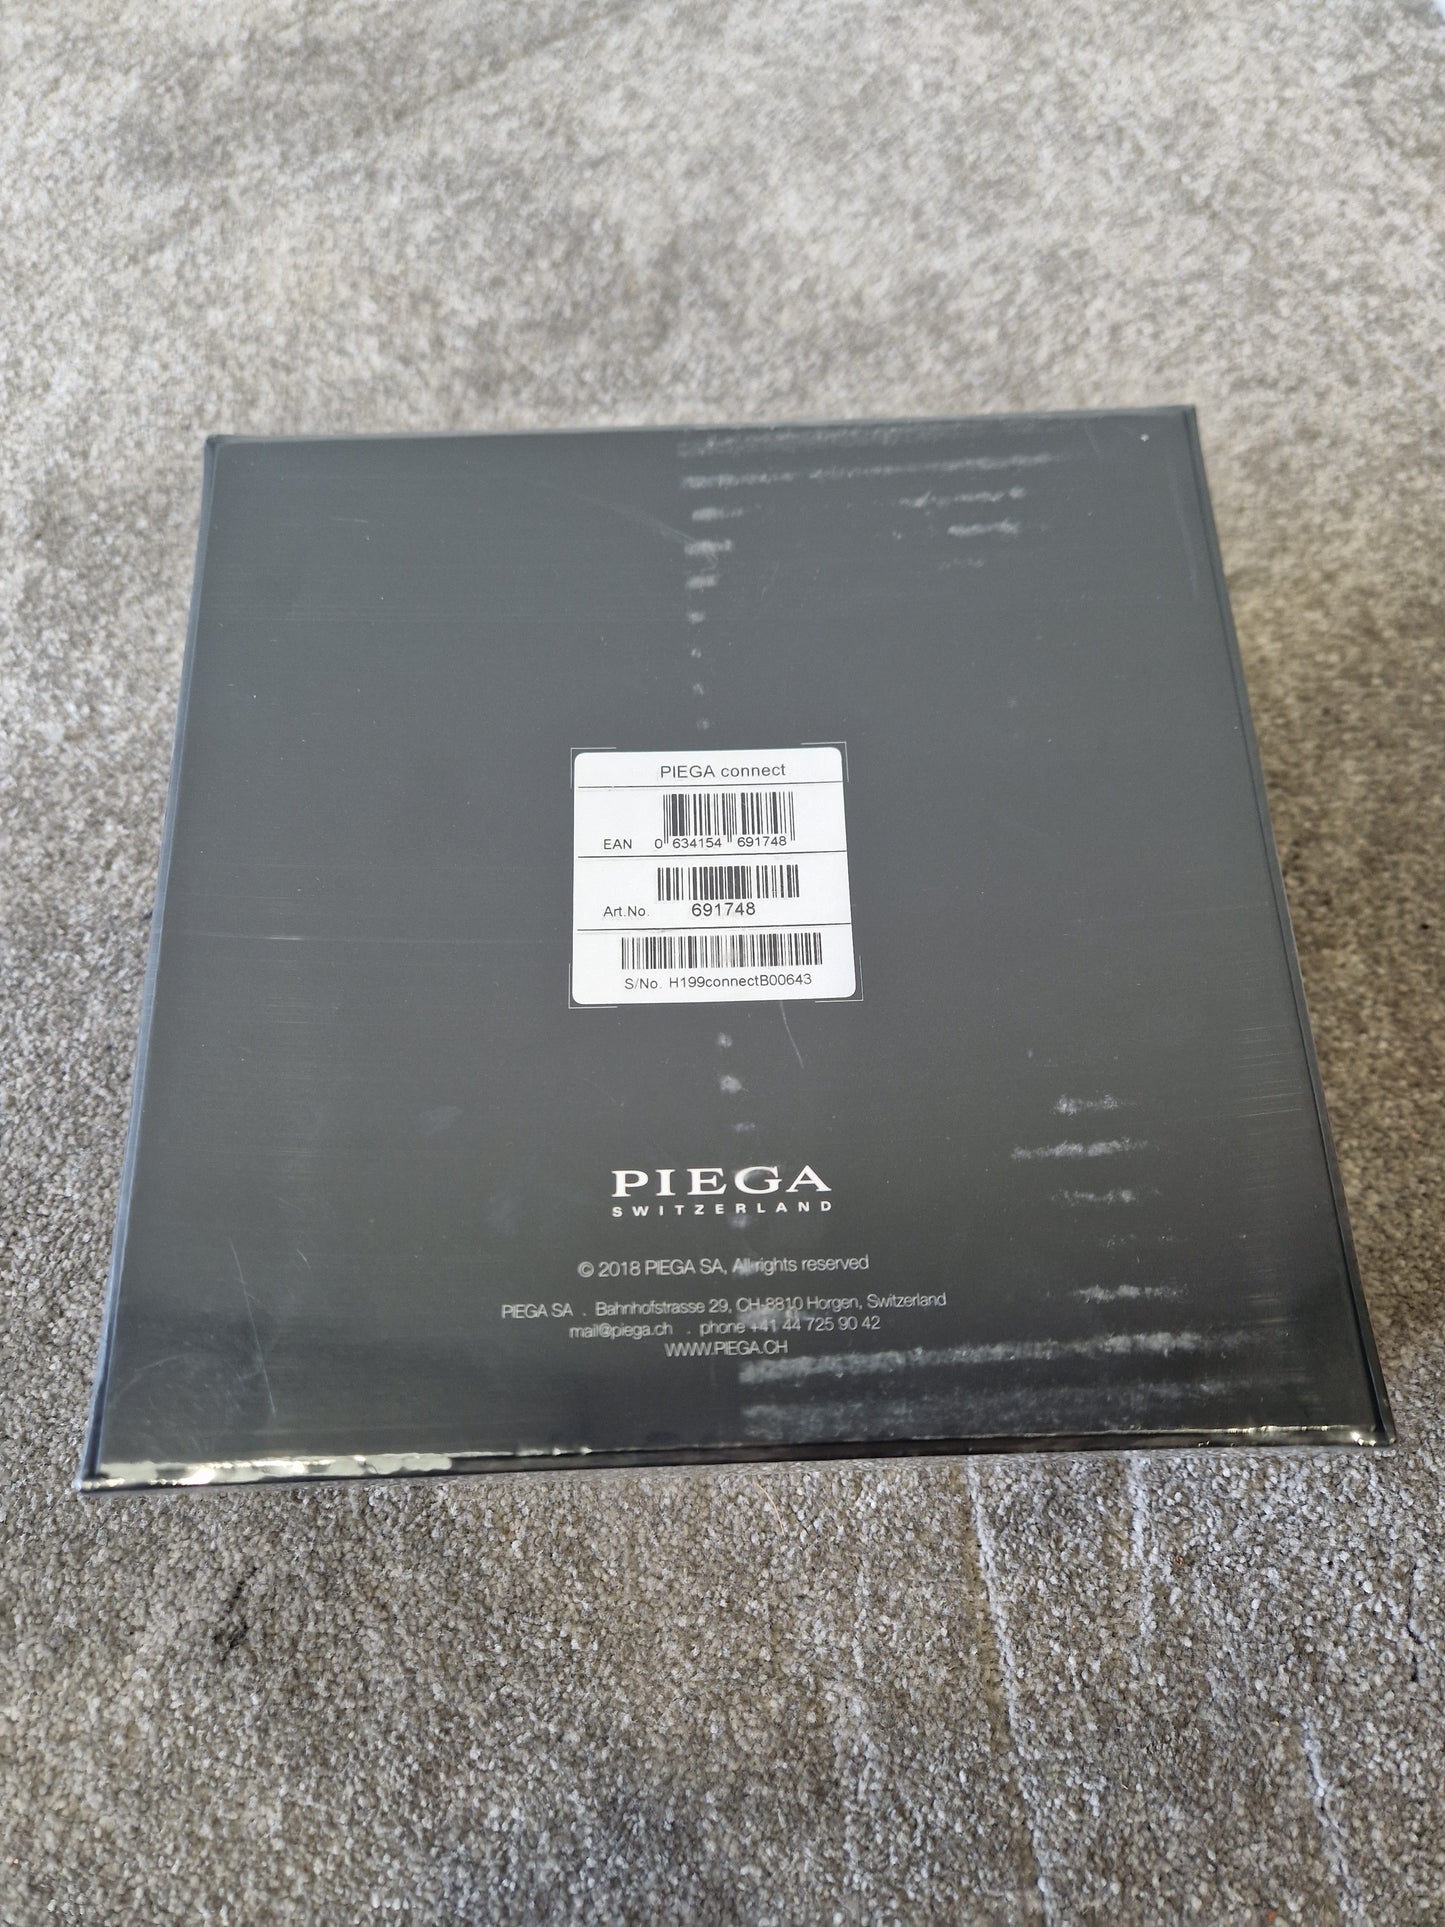 PIEGA connect
EAN 0 634154 691748
Art.No. 691748
S/No. H199connectB00643
PIEGA
SWITZERLAND
© 2018 PIEGA SA, All rights reserved
PIEGA SA . Bahnhofstrasse 29, CH-8810 Horgen, Switzerland
mail@piega.ch . phone +41 44 725 90 42
WWW.PIEGA.CH